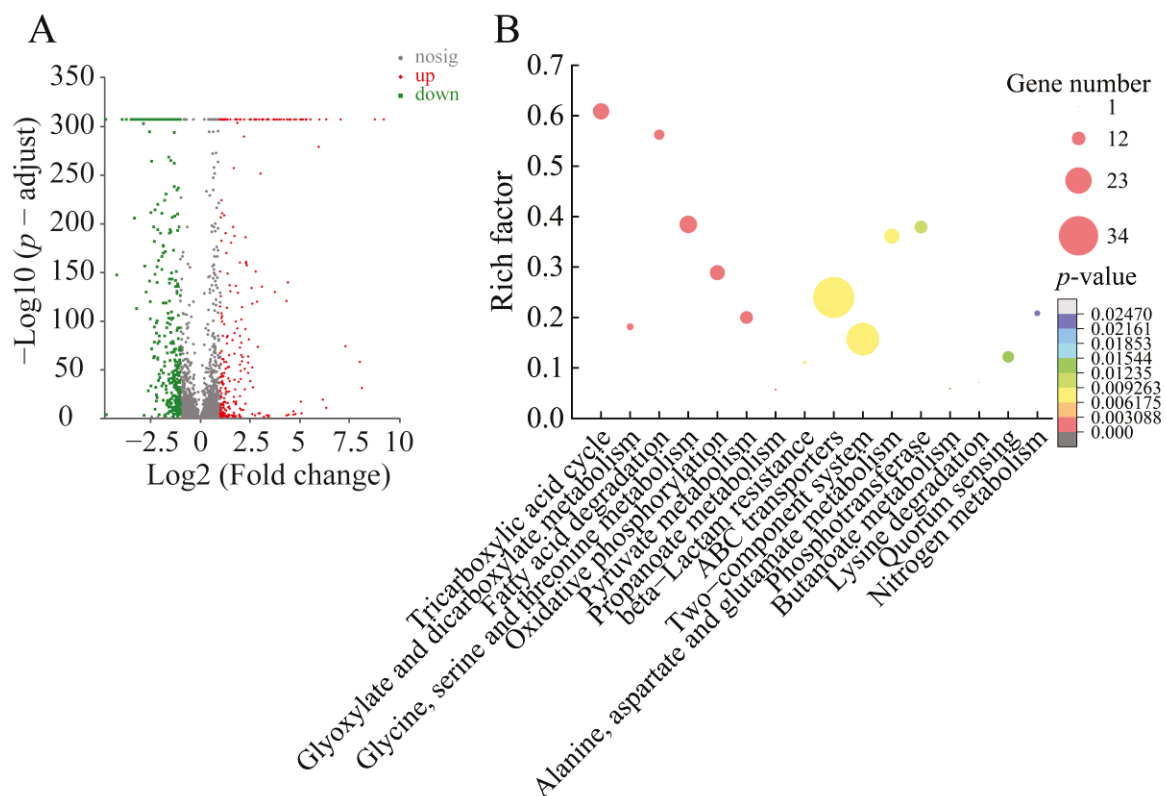 A
nosig
up
down
−Log10 (p − adjust)
350
300
250
200
150
100
50
0
−2.5
0
2.5
5.0
7.5
10
Log2 (Fold change)
B
Rich factor
0.7
0.6
0.5
0.4
0.3
0.2
0.1
0.0
Tricarboxylic acid cycle
Glyoxylate and dicarboxylate metabolism
Fatty acid degradation
Glycine, serine and threonine metabolism
Oxidative phosphorylation
Pyruvate metabolism
Propanoate metabolism
beta−Lactam resistance
ABC transporters
Two−component system
Alanine, aspartate and glutamate metabolism
Phosphotransferase
Butanoate metabolism
Lysine degradation
Quorum sensing
Nitrogen metabolism
Gene number
1
12
23
34
p-value
0.02470
0.02161
0.01853
0.01544
0.01235
0.009263
0.006175
0.003088
0.000